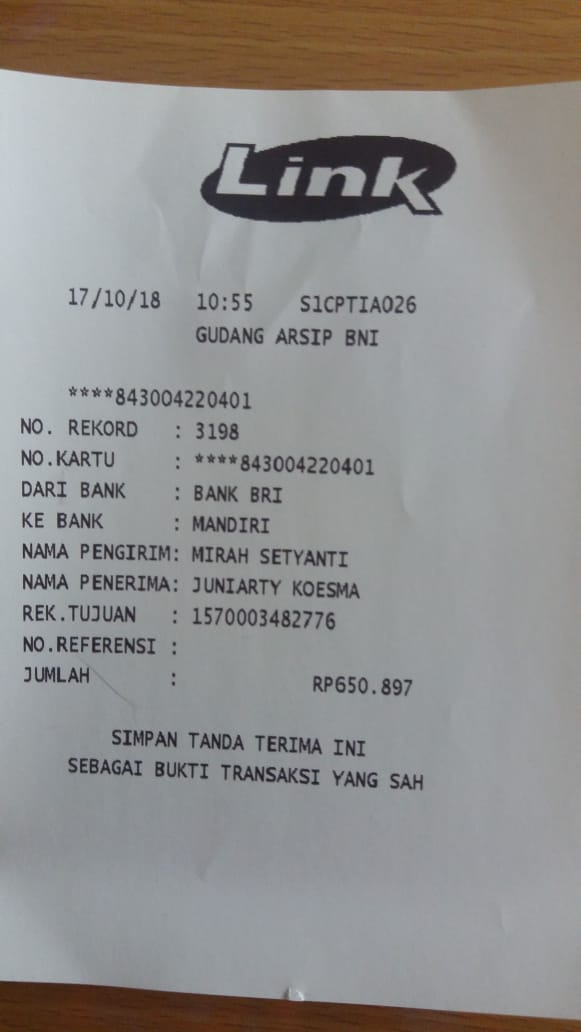 Link
17/10/18 10:55 S1CPTIA026
GUDANG ARSIP BNI
****843004220401
NO. REKORD : 3198
NO.KARTU : ****843004220401
DARI BANK : BANK BRI
KE BANK : MANDIRI
NAMA PENGIRIM: MIRAH SETYANTI
NAMA PENERIMA: JUNIARTY KOESMA
REK.TUJUAN : 1570003482776
NO.REFERENSI :
JUMLAH : RP650.897
SIMPAN TANDA TERIMA INI
SEBAGAI BUKTI TRANSAKSI YANG SAH